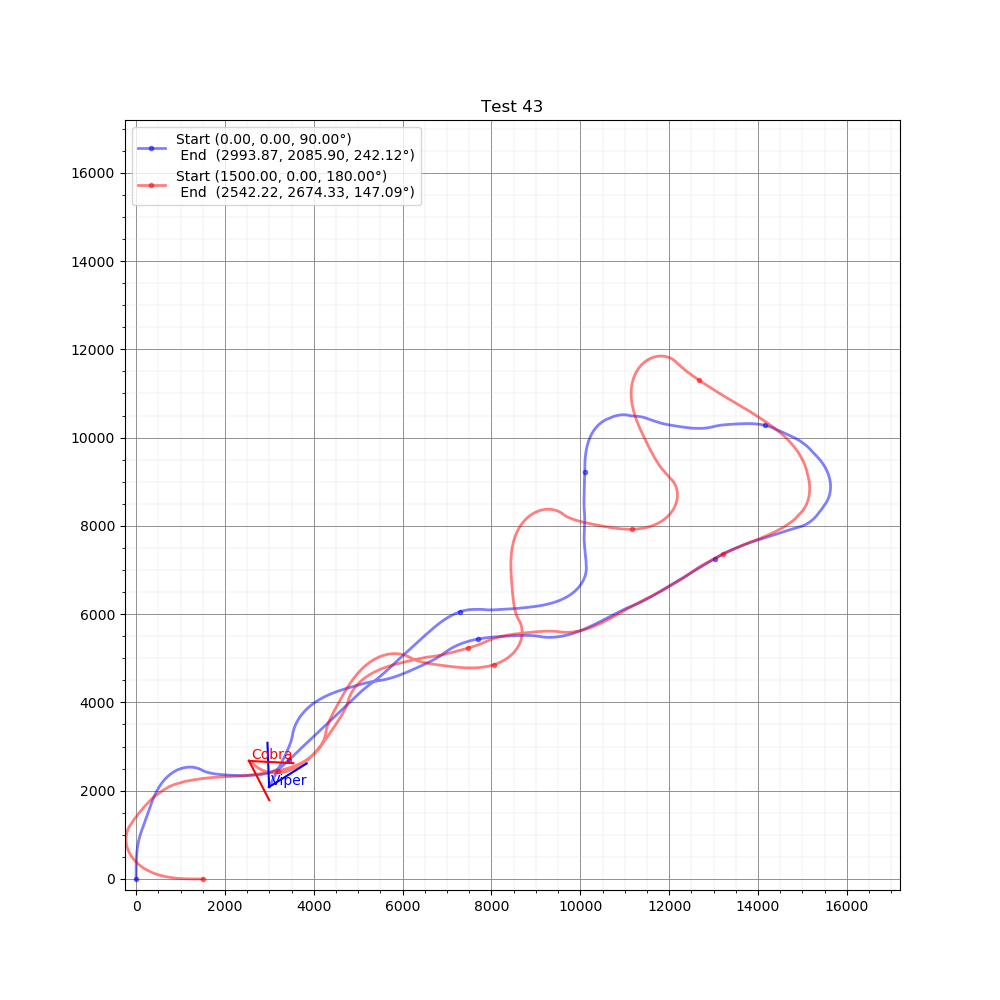 Test 43
Start (0.00, 0.00, 90.00°)
End (2993.87, 2085.90, 242.12°)
Start (1500.00, 0.00, 180.00°)
End (2542.22, 2674.33, 147.09°)
16000
14000
12000
10000
8000
6000
4000
2000
0
Cobra
Viper
0 2000 4000 6000 8000 10000 12000 14000 16000